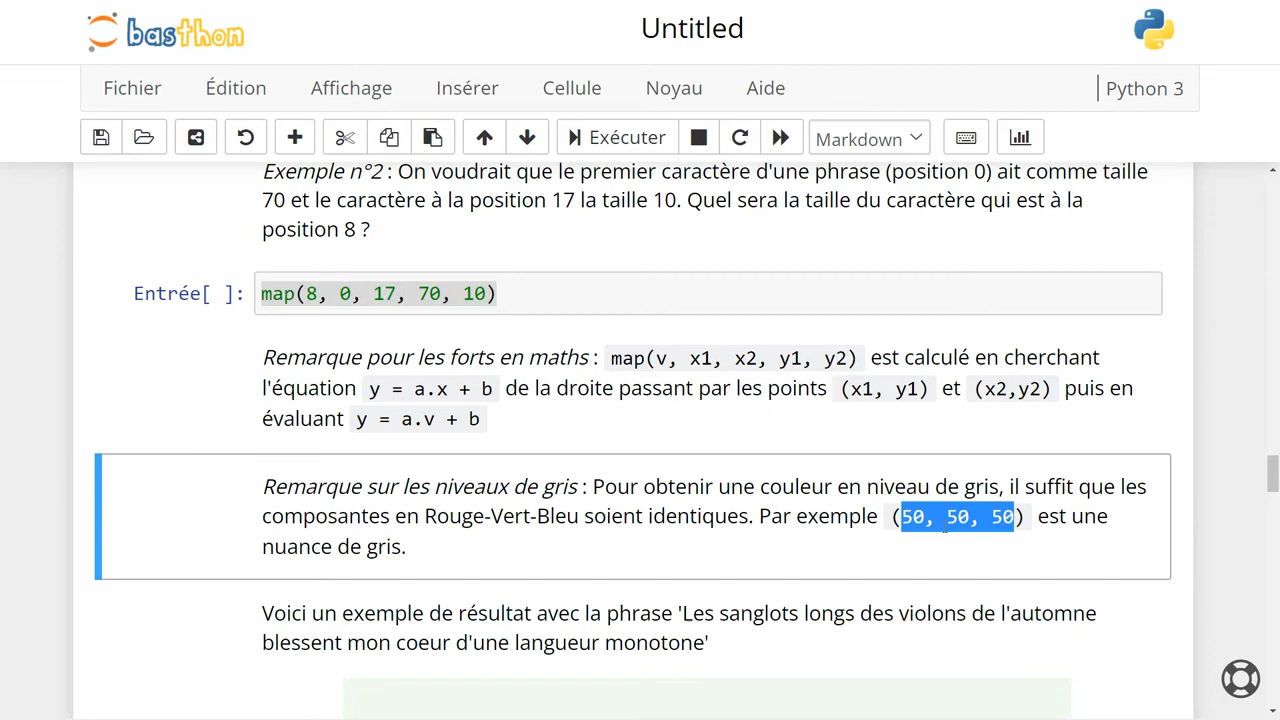 basthon
Untitled
Fichier Édition Affichage Insérer Cellule Noyau Aide Python 3
Exécuter Markdown
Exemple n°2 : On voudrait que le premier caractère d'une phrase (position 0) ait comme taille
70 et le caractère à la position 17 la taille 10. Quel sera la taille du caractère qui est à la
position 8 ?
Entrée[ ]: map(8, 0, 17, 70, 10)
Remarque pour les forts en maths : map(v, x1, x2, y1, y2) est calculé en cherchant
l'équation y = a.x + b de la droite passant par les points (x1, y1) et (x2,y2) puis en
évaluant y = a.v + b
Remarque sur les niveaux de gris : Pour obtenir une couleur en niveau de gris, il suffit que les
composantes en Rouge-Vert-Bleu soient identiques. Par exemple (50, 50, 50) est une
nuance de gris.
Voici un exemple de résultat avec la phrase 'Les sanglots longs des violons de l'automne
blessent mon coeur d'une langueur monotone'